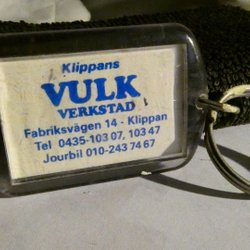 Klippans
VULK
VERKSTAD
Fabriksvägen 14 - Klippan
Tel 0435-103 07, 103 47
Jourbil 010-243 74 67